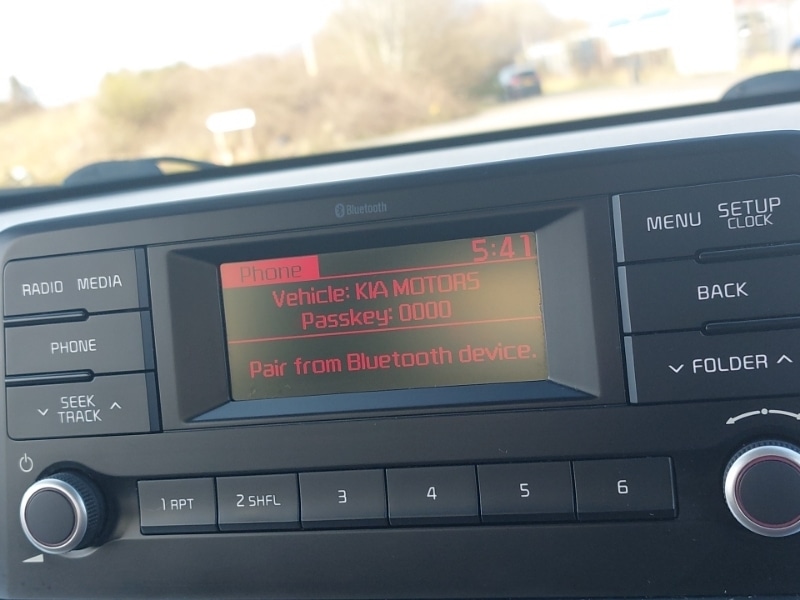 Bluetooth
RADIO MEDIA
PHONE
SEEK
TRACK
Phone 5:41
Vehicle: KIA MOTORS
Passkey: 0000
Pair from Bluetooth device.
MENU SETUP
CLOCK
BACK
FOLDER
1 RPT 2 SHFL 3 4 5 6